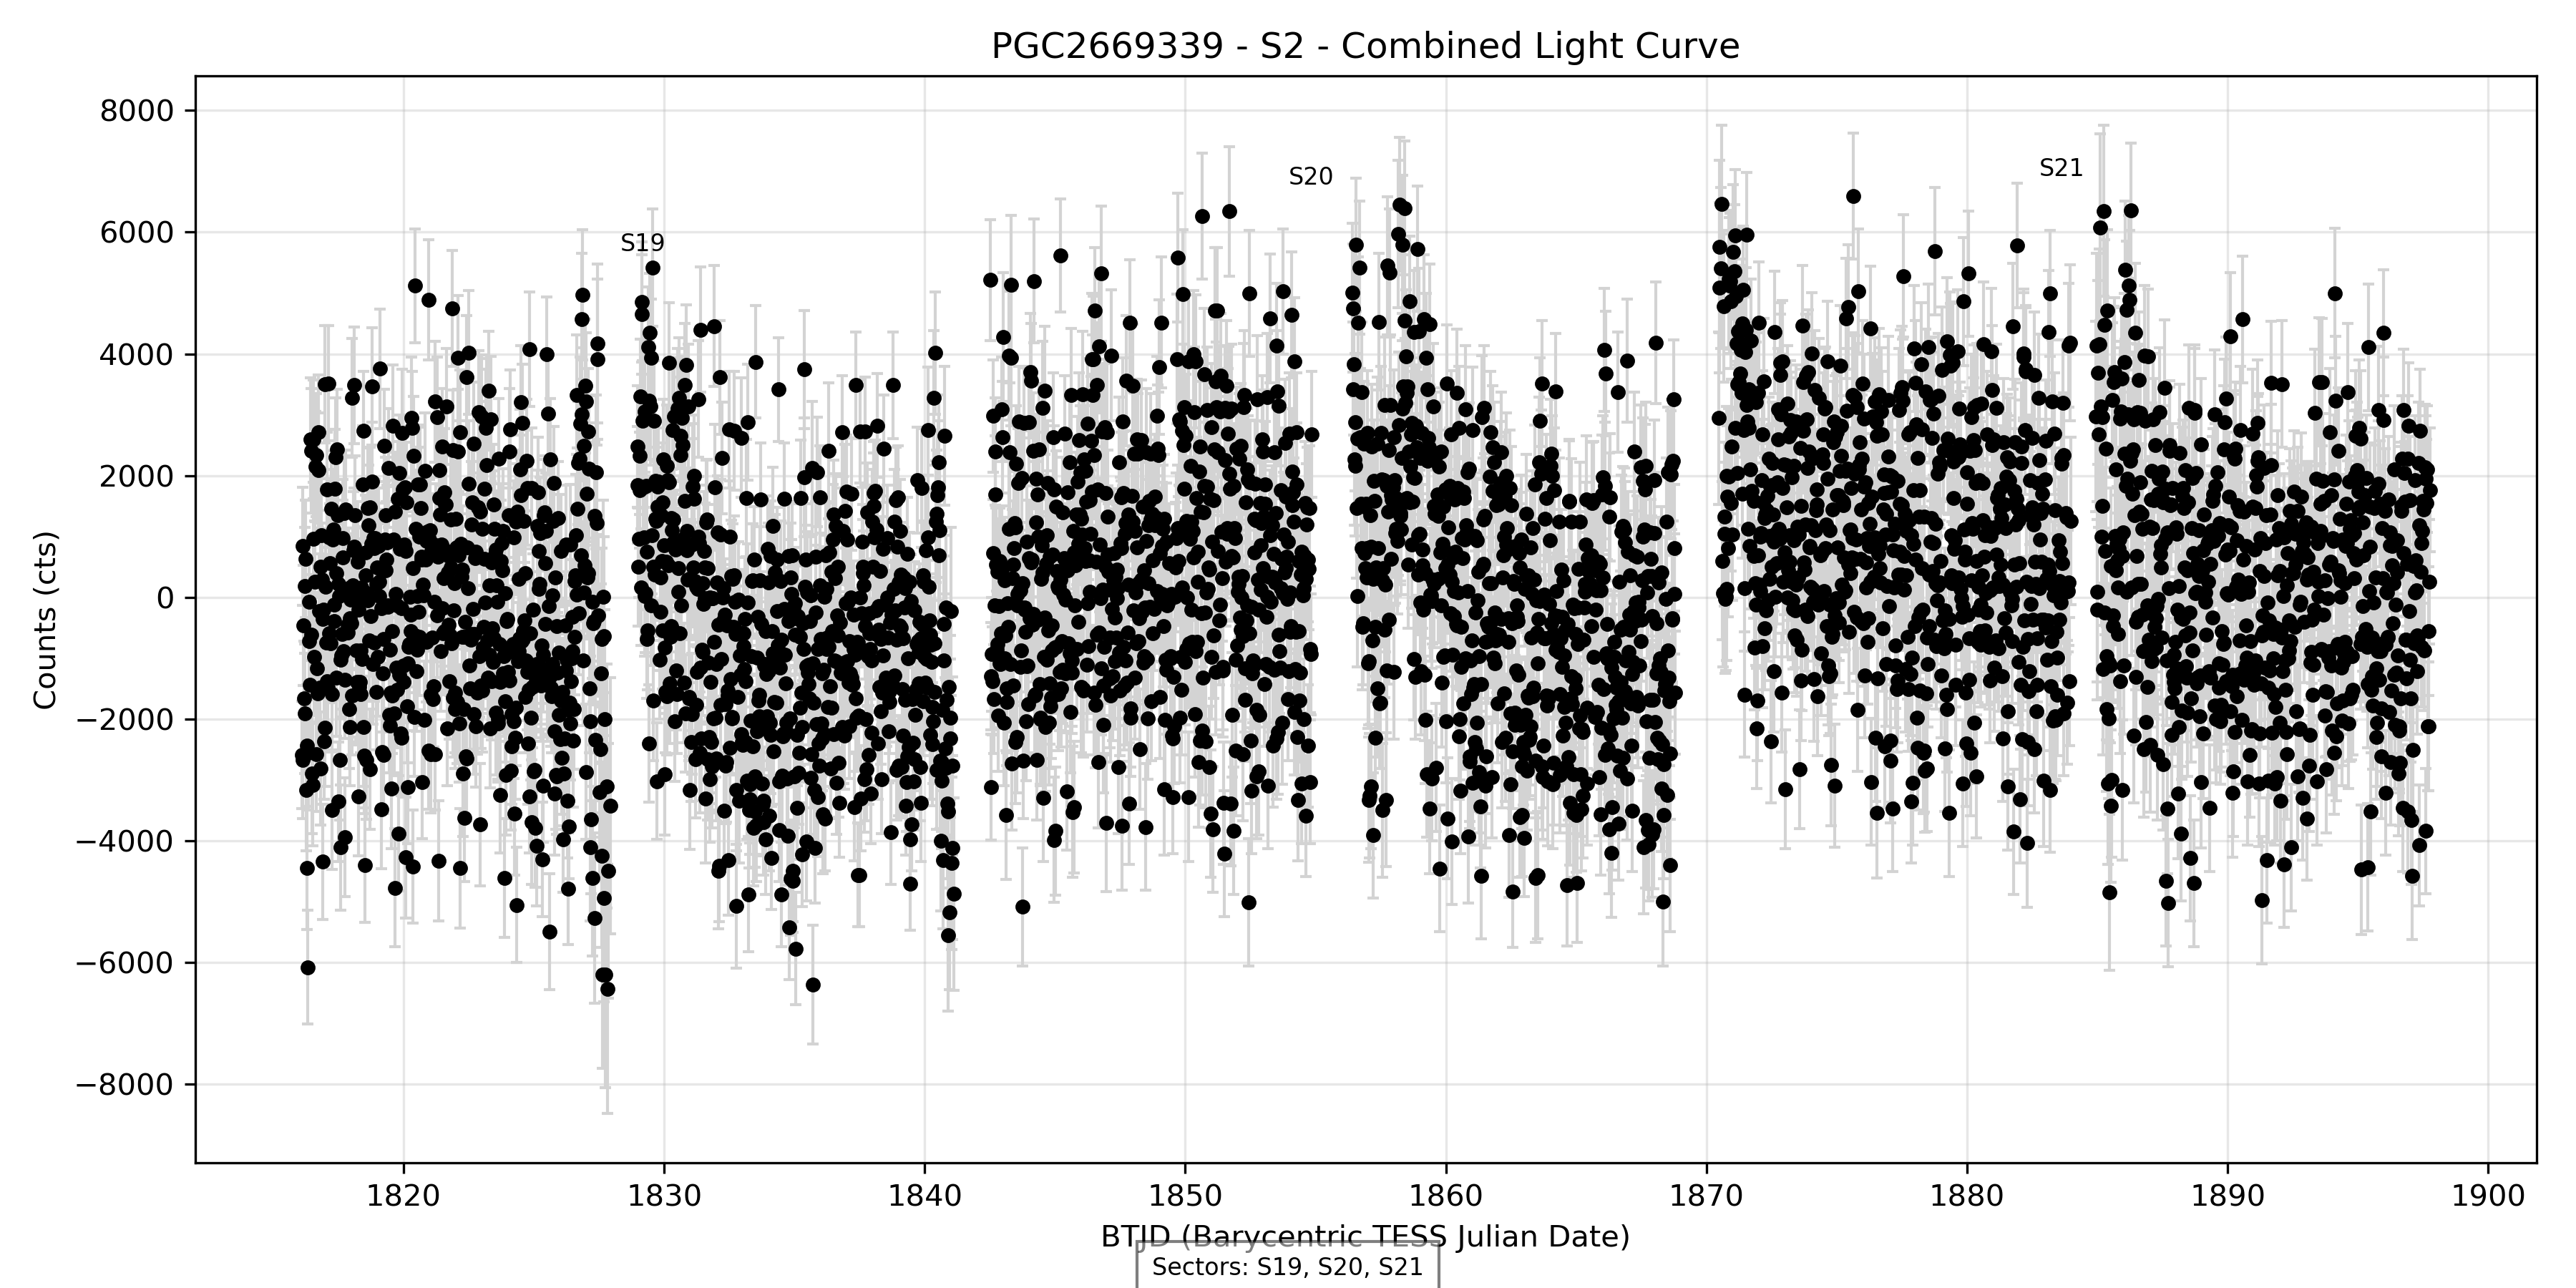 PGC2669339 - S2 - Combined Light Curve
Counts (cts)
8000
6000
4000
2000
0
−2000
−4000
−6000
−8000
S19
S20
S21
1820
1830
1840
1850
1860
1870
1880
1890
1900
BTJD (Barycentric TESS Julian Date)
Sectors: S19, S20, S21